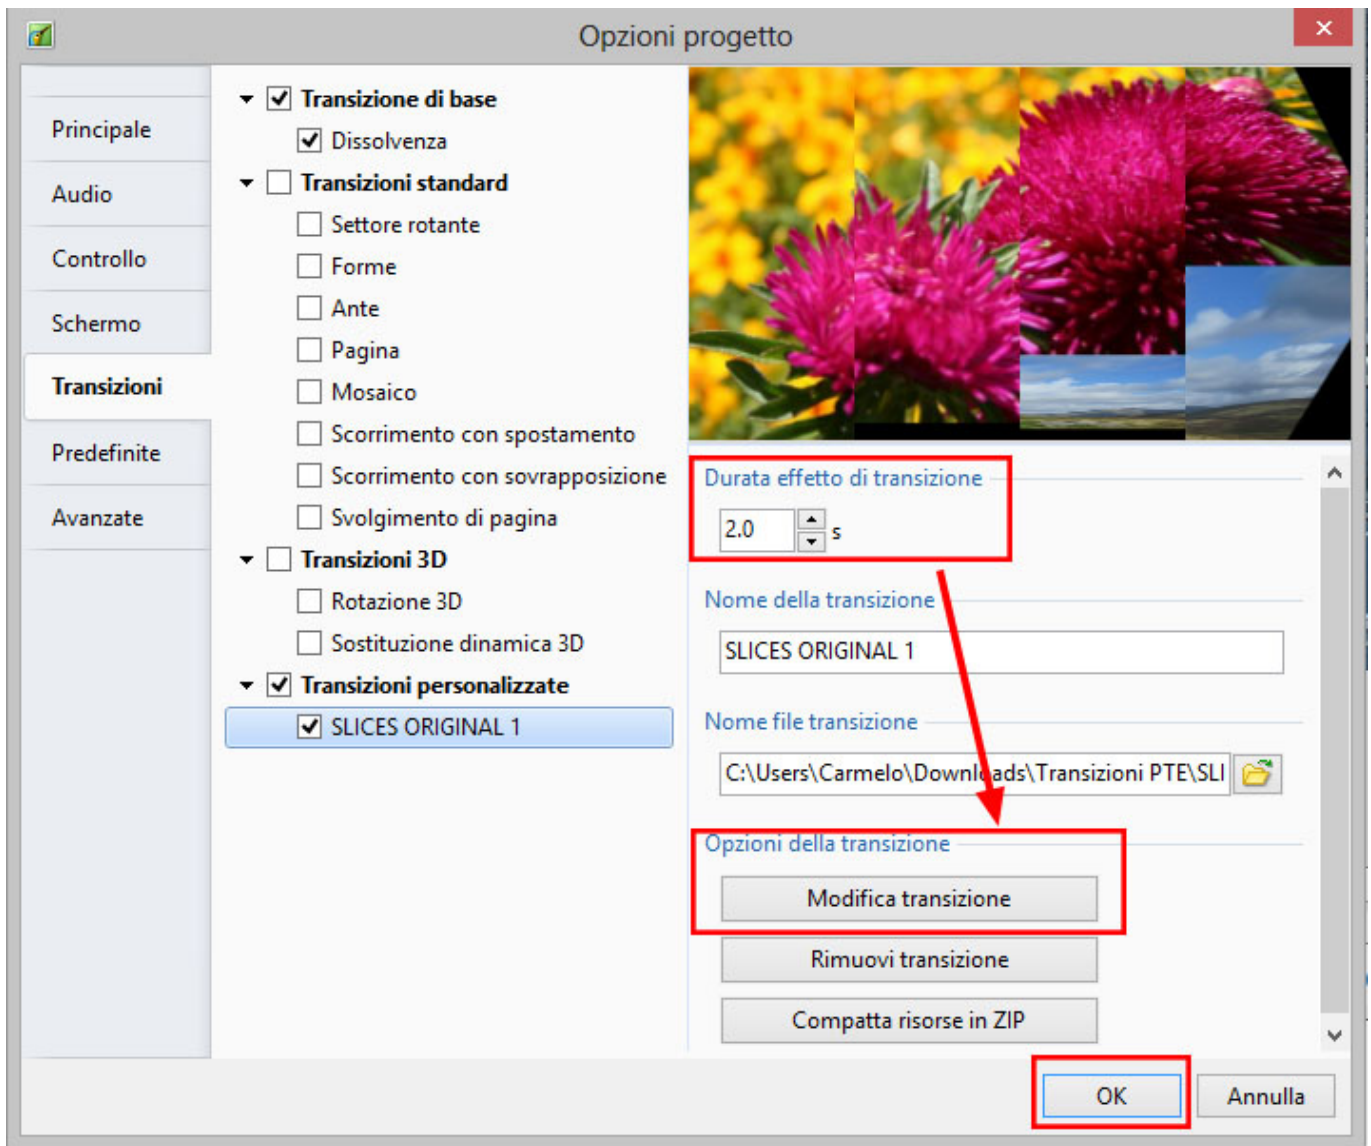 Opzioni progetto
Principale
Audio
Controllo
Schermo
Transizioni
Predefinite
Avanzate
Transizione di base
Dissolvenza
Transizioni standard
Settore rotante
Forme
Ante
Pagina
Mosaico
Scorrimento con spostamento
Scorrimento con sovrapposizione
Svolgimento di pagina
Transizioni 3D
Rotazione 3D
Sostituzione dinamica 3D
Transizioni personalizzate
SLICES ORIGINAL 1
Durata effetto di transizione
2.0 s
Nome della transizione
SLICES ORIGINAL 1
Nome file transizione
C:\Users\Carmelo\Downloads\Transizioni PTE\SLI
Opzioni della transizione
Modifica transizione
Rimuovi transizione
Compatta risorse in ZIP
OK Annulla